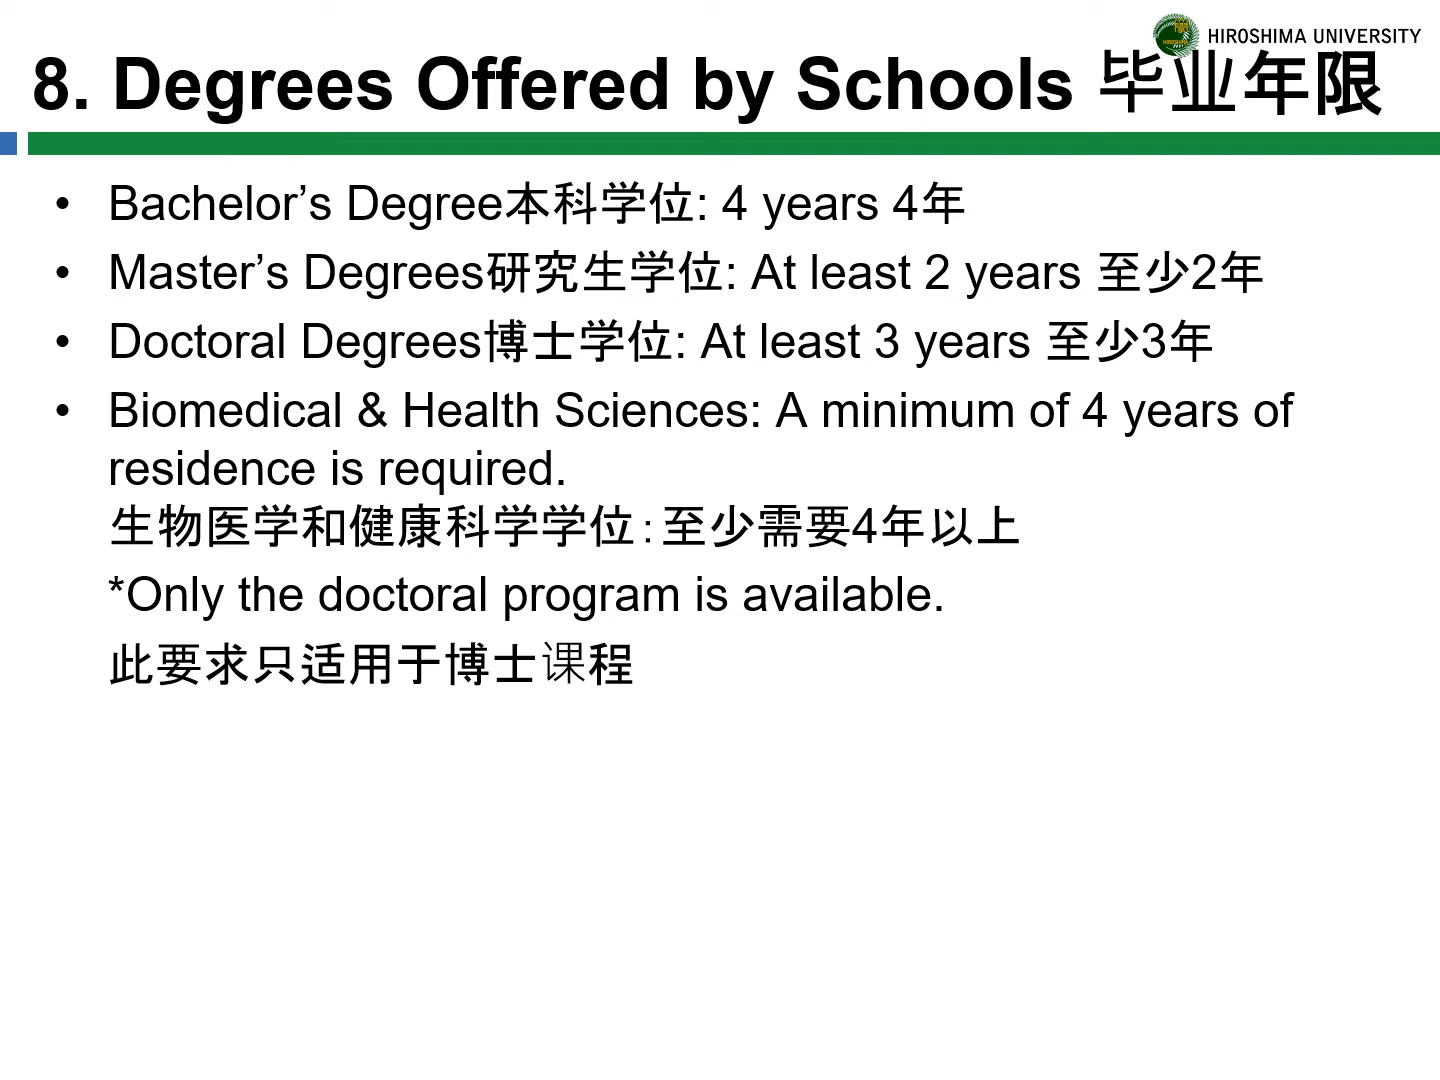 HIROSHIMA UNIVERSITY
8. Degrees Offered by Schools 毕业年限
• Bachelor’s Degree本科学位: 4 years 4年
• Master’s Degrees研究生学位: At least 2 years 至少2年
• Doctoral Degrees博士学位: At least 3 years 至少3年
• Biomedical & Health Sciences: A minimum of 4 years of
residence is required.
生物医学和健康科学学位：至少需要4年以上
*Only the doctoral program is available.
此要求只适用于博士课程